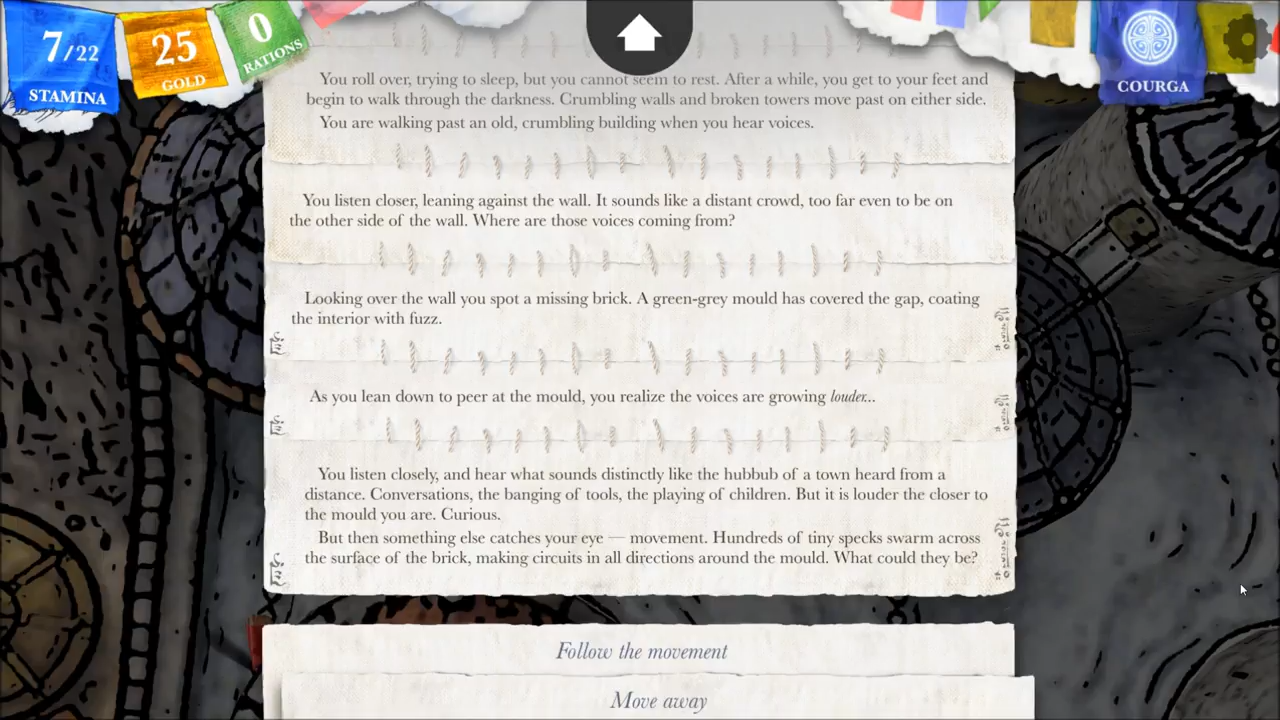 7/22
STAMINA
25
GOLD
0
RATIONS
COURGA
You roll over, trying to sleep, but you cannot seem to rest. After a while, you get to your feet and
begin to walk through the darkness. Crumbling walls and broken towers move past on either side.
You are walking past an old, crumbling building when you hear voices.
You listen closer, leaning against the wall. It sounds like a distant crowd, too far even to be on
the other side of the wall. Where are those voices coming from?
Looking over the wall you spot a missing brick. A green-grey mould has covered the gap, coating
the interior with fuzz.
As you lean down to peer at the mould, you realize the voices are growing louder...
You listen closely, and hear what sounds distinctly like the hubbub of a town heard from a
distance. Conversations, the banging of tools, the playing of children. But it is louder the closer to
the mould you are. Curious.
But then something else catches your eye — movement. Hundreds of tiny specks swarm across
the surface of the brick, making circuits in all directions around the mould. What could they be?
Follow the movement
Move away